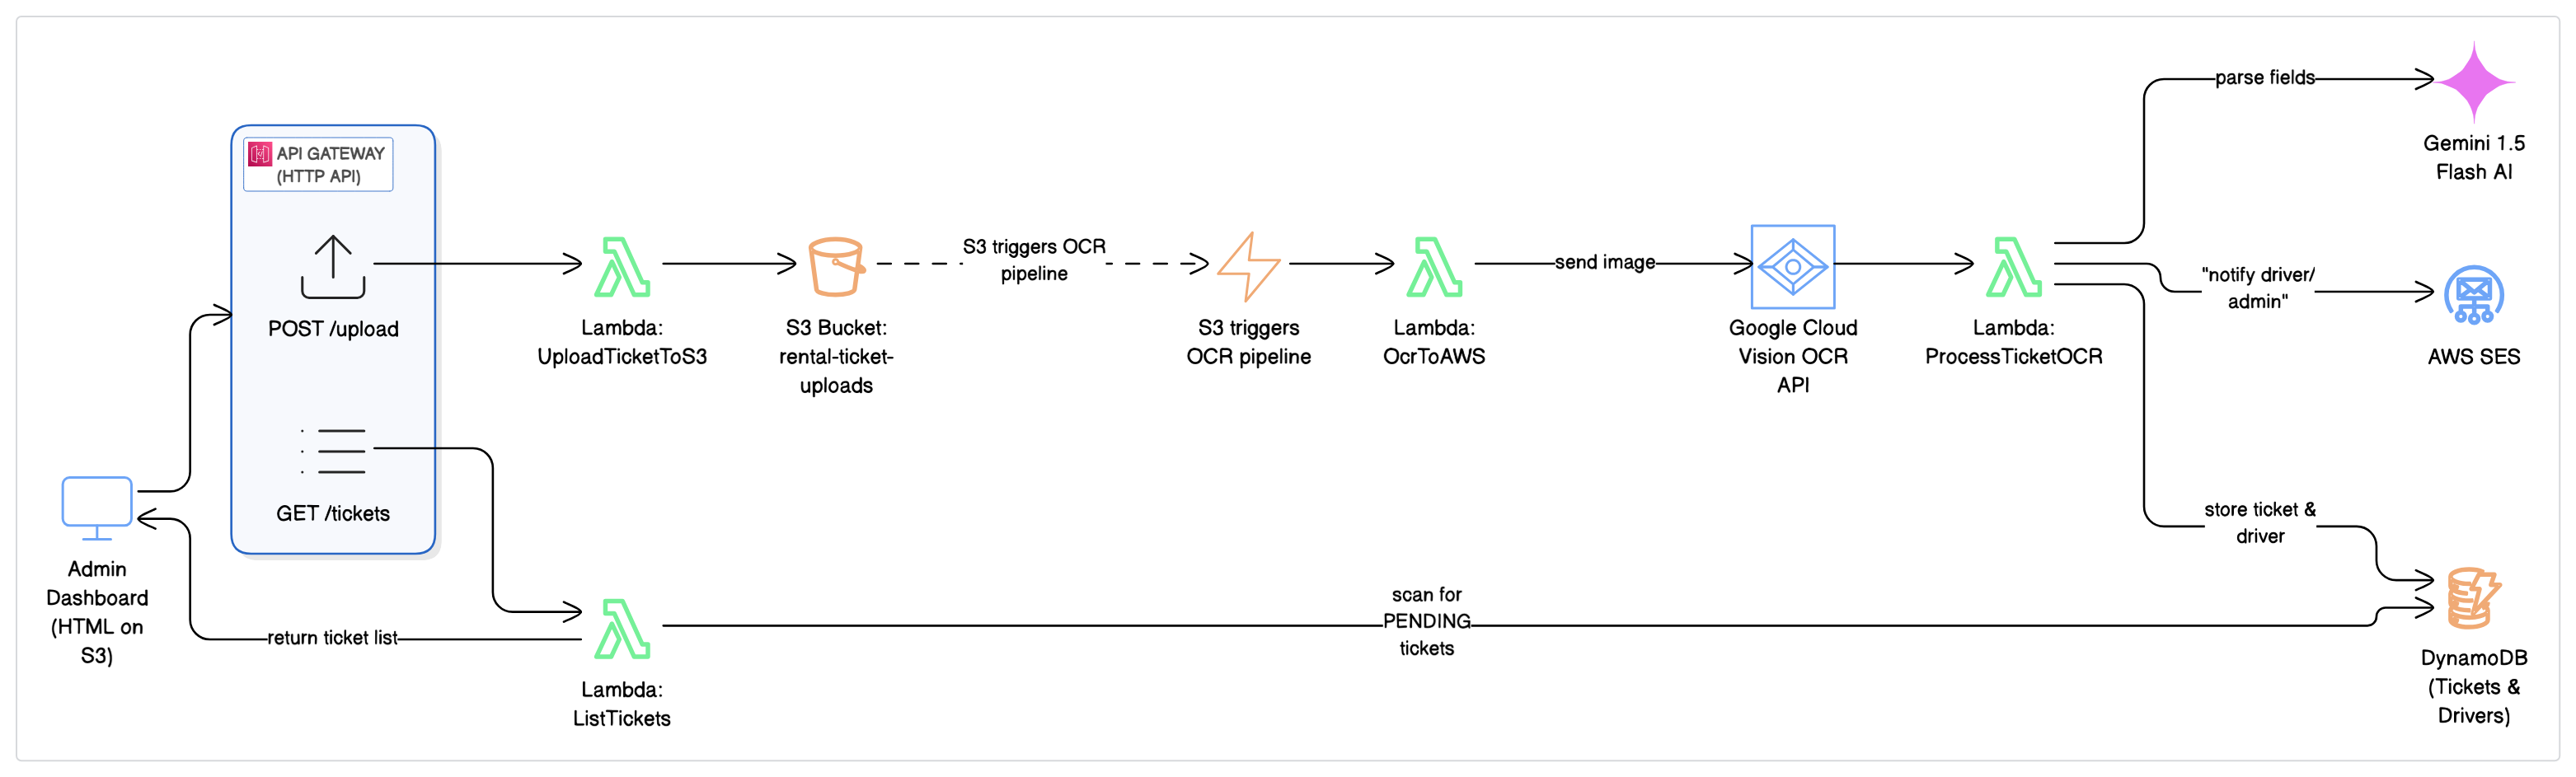 parse fields
Gemini 1.5
Flash AI
API GATEWAY
(HTTP API)
POST /upload
Lambda:
UploadTicketToS3
S3 Bucket:
rental-ticket-
uploads
S3 triggers OCR
pipeline
S3 triggers
OCR pipeline
Lambda:
OcrToAWS
send image
Google Cloud
Vision OCR
API
Lambda:
ProcessTicketOCR
"notify driver/
admin"
AWS SES
GET /tickets
Admin
Dashboard
(HTML on
S3)
return ticket list
Lambda:
ListTickets
scan for
PENDING
tickets
store ticket &
driver
DynamoDB
(Tickets &
Drivers)